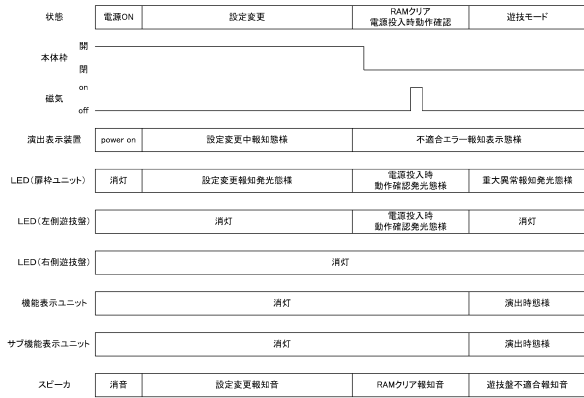 状態 電源ON 設定変更 RAMクリア 遊技モード
電源投入時動作確認
本体枠 開
閉
磁気 on
off
演出表示装置 power on 設定変更中報知態様 不適合エラー報知表示態様
LED(扉枠ユニット) 消灯 設定変更報知発光態様 電源投入時 重大異常報知発光態様
動作確認発光態様
LED(左側遊技盤) 消灯 電源投入時 消灯
動作確認発光態様
LED(右側遊技盤) 消灯
機能表示ユニット 消灯 演出時態様
サブ機能表示ユニット 消灯 演出時態様
スピーカ 消音 設定変更報知音 RAMクリア報知音 遊技盤不適合報知音